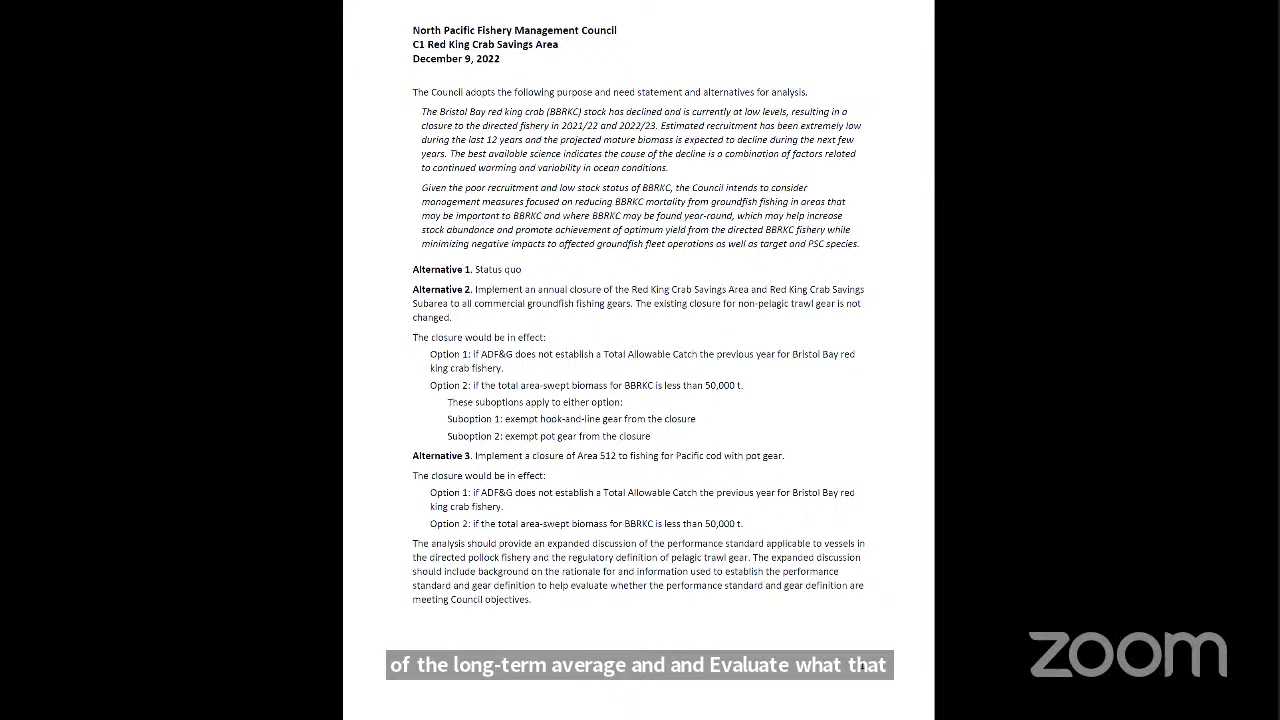 North Pacific Fishery Management Council
C1 Red King Crab Savings Area
December 9, 2022
The Council adopts the following purpose and need statement and alternatives for analysis.
The Bristol Bay red king crab (BBRKC) stock has declined and is currently at low levels, resulting in a
closure to the directed fishery in 2021/22 and 2022/23. Estimated recruitment has been extremely low
during the last 12 years and the projected mature biomass is expected to decline during the next few
years. The best available science indicates the cause of the decline is a combination of factors related
to continued warming and variability in ocean conditions.
Given the poor recruitment and low stock status of BBRKC, the Council intends to consider
management measures focused on reducing BBRKC mortality from groundfish fishing in areas that
may be important to BBRKC and where BBRKC may be found year-round, which may help increase
stock abundance and promote achievement of optimum yield from the directed BBRKC fishery while
minimizing negative impacts to affected groundfish fleet operations as well as target and PSC species.
Alternative 1. Status quo
Alternative 2. Implement an annual closure of the Red King Crab Savings Area and Red King Crab Savings
Subarea to all commercial groundfish fishing gears. The existing closure for non-pelagic trawl gear is not
changed.
The closure would be in effect:
Option 1: if ADF&G does not establish a Total Allowable Catch the previous year for Bristol Bay red
king crab fishery.
Option 2: if the total area-swept biomass for BBRKC is less than 50,000 t.
These suboptions apply to either option:
Suboption 1: exempt hook-and-line gear from the closure
Suboption 2: exempt pot gear from the closure
Alternative 3. Implement a closure of Area 512 to fishing for Pacific cod with pot gear.
The closure would be in effect:
Option 1: if ADF&G does not establish a Total Allowable Catch the previous year for Bristol Bay red
king crab fishery.
Option 2: if the total area-swept biomass for BBRKC is less than 50,000 t.
The analysis should provide an expanded discussion of the performance standard applicable to vessels in
the directed pollock fishery and the regulatory definition of pelagic trawl gear. The expanded discussion
should include background on the rationale for and information used to establish the performance
standard and gear definition to help evaluate whether the performance standard and gear definition are
meeting Council objectives.
of the long-term average and and Evaluate what that
zoom